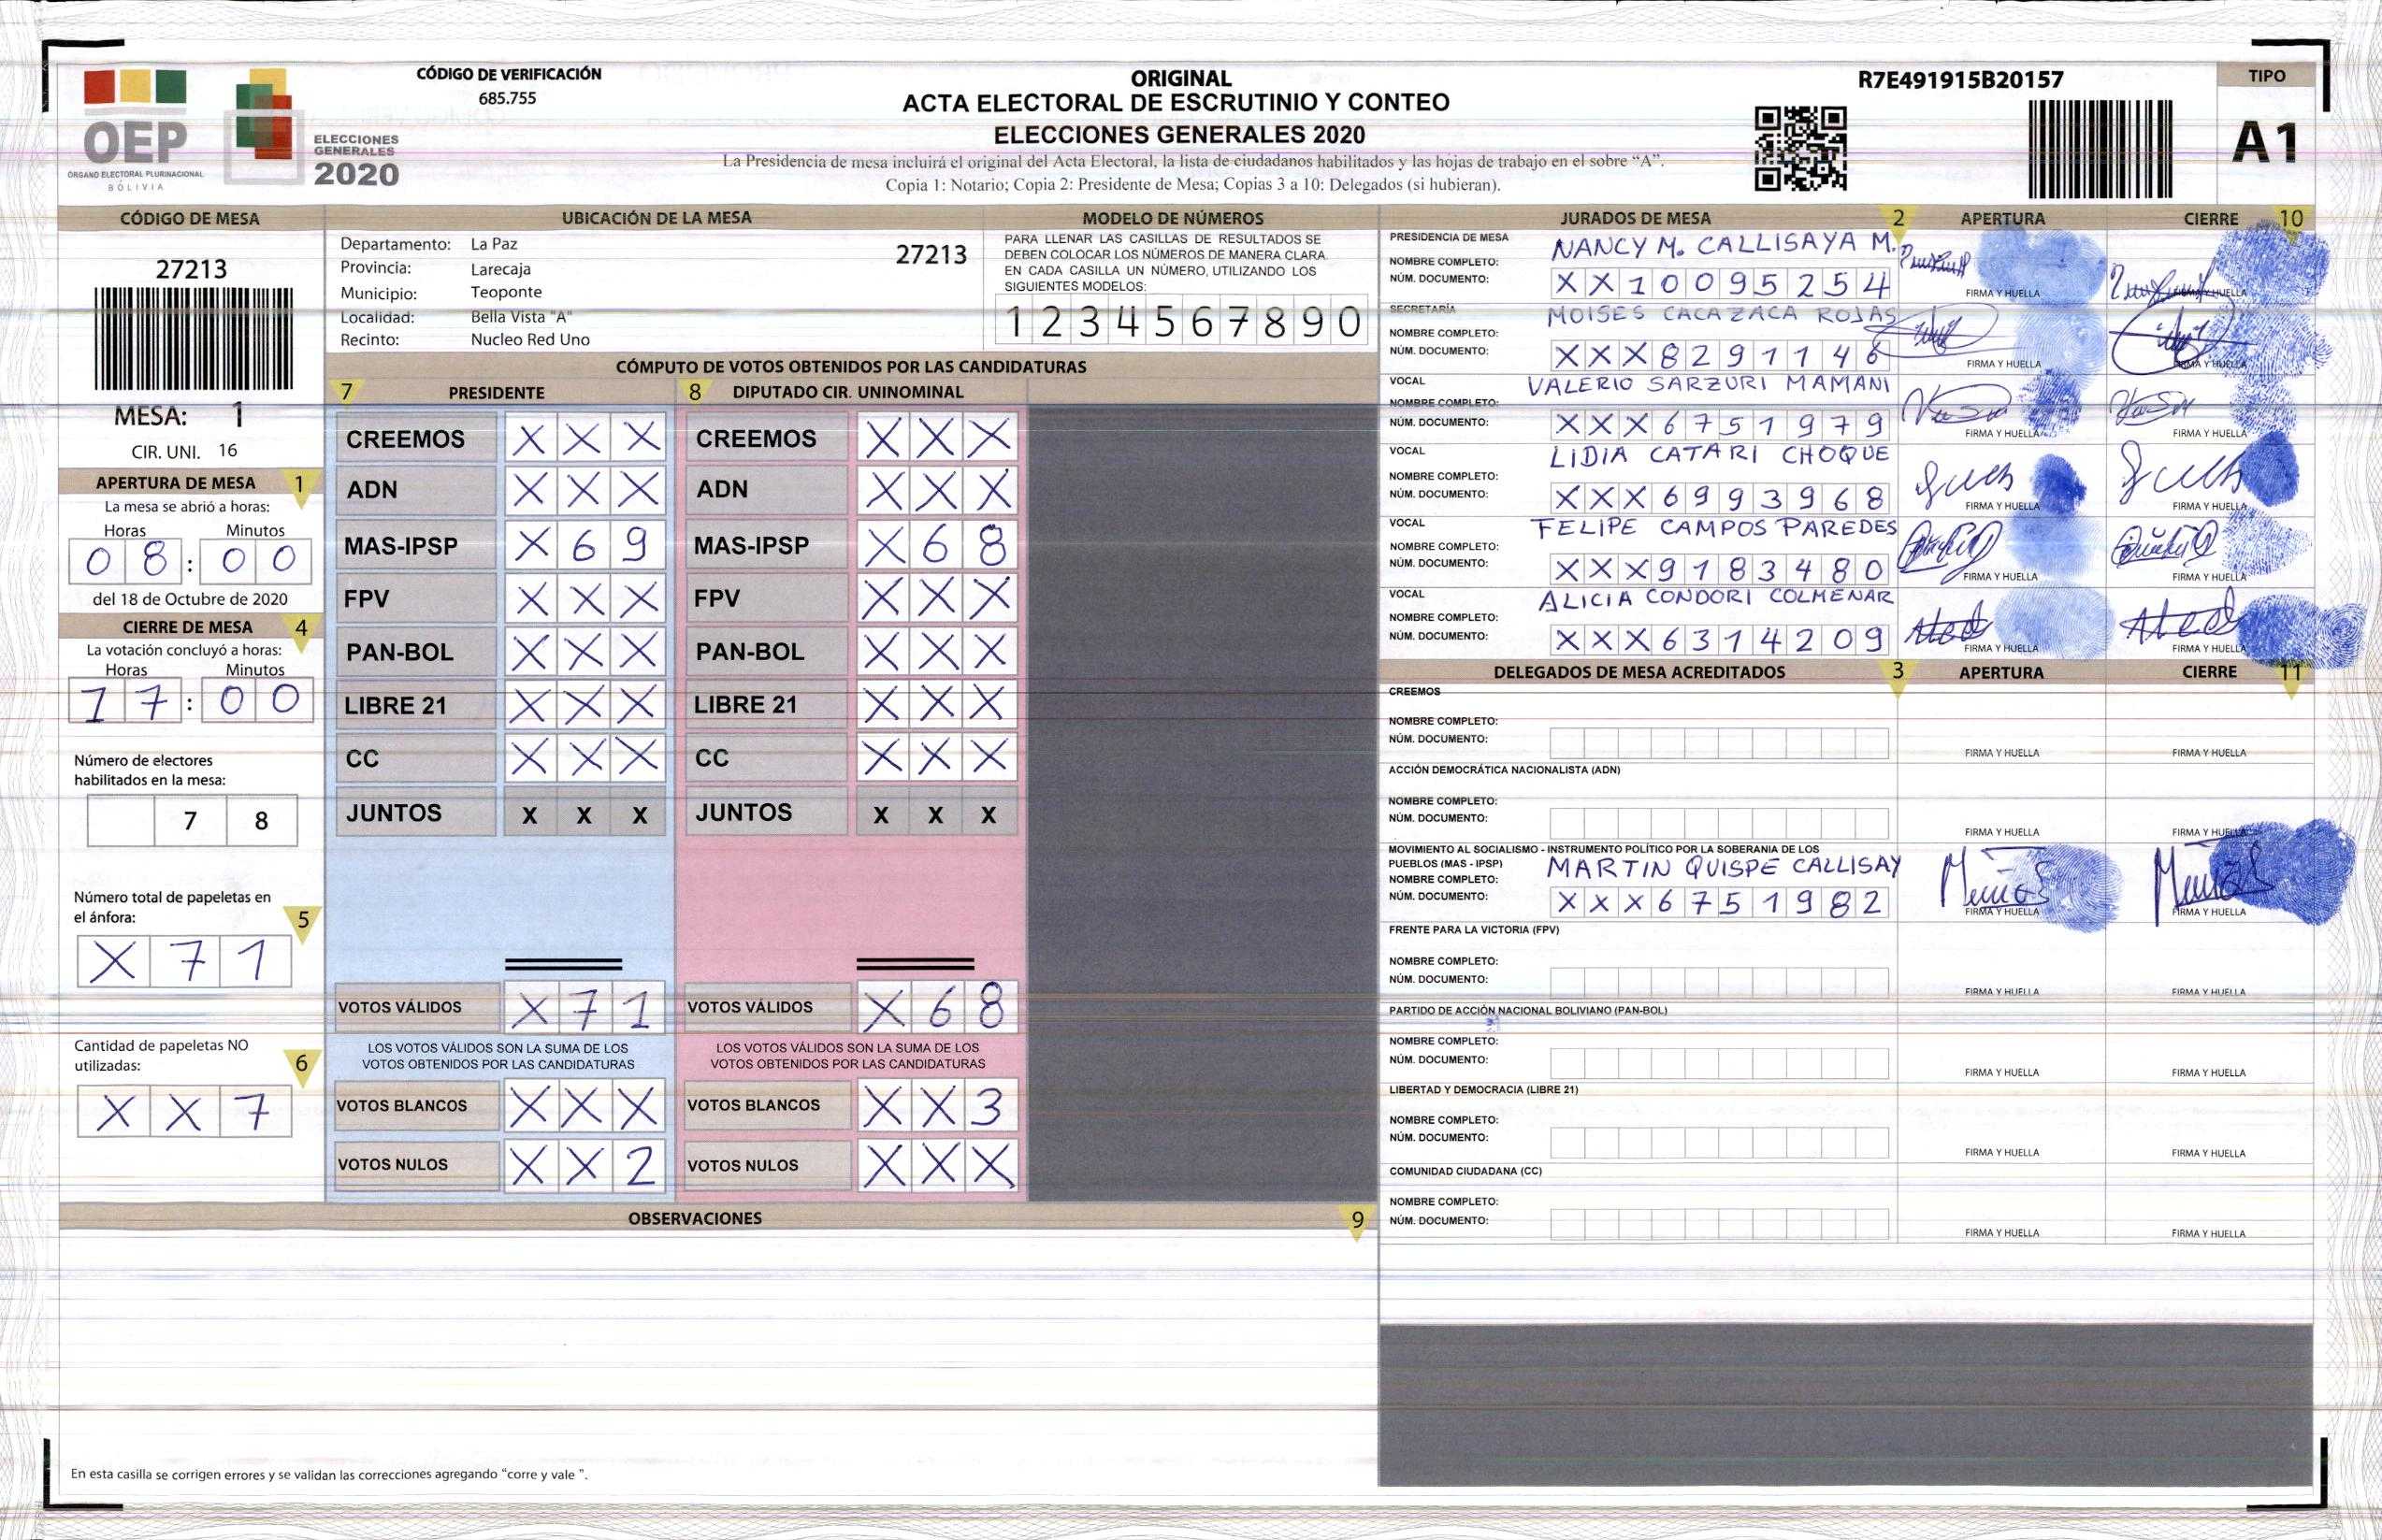 CÓDIGO DE VERIFICACIÓN
685.755
OEP
ÓRGANO ELECTORAL PLURINACIONAL
BOLIVIA
ELECCIONES
GENERALES
2020
ORIGINAL
ACTA ELECTORAL DE ESCRUTINIO Y CONTEO
ELECCIONES GENERALES 2020
La Presidencia de mesa incluirá el original del Acta Electoral, la lista de ciudadanos habilitados y las hojas de trabajo en el sobre “A”.
Copia 1: Notario; Copia 2: Presidente de Mesa; Copias 3 a 10: Delegados (si hubieran).
R7E491915B20157
TIPO
A1
CÓDIGO DE MESA
27213
MESA: 1
CIR. UNI. 16
APERTURA DE MESA 1
La mesa se abrió a horas:
Horas Minutos
0 8 : 0 0
del 18 de Octubre de 2020
CIERRE DE MESA 4
La votación concluyó a horas:
Horas Minutos
1 7 : 0 0
Número de electores
habilitados en la mesa:
7 8
Número total de papeletas en
el ánfora: 5
X 7 1
Cantidad de papeletas NO
utilizadas: 6
X X 7
UBICACIÓN DE LA MESA
Departamento: La Paz
27213
Provincia: Larecaja
Municipio: Teoponte
Localidad: Bella Vista "A"
Recinto: Nucleo Red Uno
MODELO DE NÚMEROS
PARA LLENAR LAS CASILLAS DE RESULTADOS SE
DEBEN COLOCAR LOS NÚMEROS DE MANERA CLARA.
EN CADA CASILLA UN NÚMERO, UTILIZANDO LOS
SIGUIENTES MODELOS:
1 2 3 4 5 6 7 8 9 0
CÓMPUTO DE VOTOS OBTENIDOS POR LAS CANDIDATURAS
7 PRESIDENTE
CREEMOS X X X
ADN X X X
MAS-IPSP X 6 9
FPV X X X
PAN-BOL X X X
LIBRE 21 X X X
CC X X X
JUNTOS X X X
VOTOS VÁLIDOS X 7 1
LOS VOTOS VÁLIDOS SON LA SUMA DE LOS
VOTOS OBTENIDOS POR LAS CANDIDATURAS
VOTOS BLANCOS X X X
VOTOS NULOS X X 2
8 DIPUTADO CIR. UNINOMINAL
CREEMOS X X X
ADN X X X
MAS-IPSP X 6 8
FPV X X X
PAN-BOL X X X
LIBRE 21 X X X
CC X X X
JUNTOS X X X
VOTOS VÁLIDOS X 6 8
LOS VOTOS VÁLIDOS SON LA SUMA DE LOS
VOTOS OBTENIDOS POR LAS CANDIDATURAS
VOTOS BLANCOS X X 3
VOTOS NULOS X X X
OBSERVACIONES 9
En esta casilla se corrigen errores y se validan las correcciones agregando “corre y vale ”.
JURADOS DE MESA 2 APERTURA CIERRE 10
PRESIDENCIA DE MESA
NOMBRE COMPLETO: NANCY M. CALLISAYA M.
NÚM. DOCUMENTO: X X 1 0 0 9 5 2 5 4
FIRMA Y HUELLA FIRMA Y HUELLA
SECRETARÍA
NOMBRE COMPLETO: MOISES CACAZACA ROJAS
NÚM. DOCUMENTO: X X X 8 2 9 1 1 4 6
FIRMA Y HUELLA FIRMA Y HUELLA
VOCAL
NOMBRE COMPLETO: VALERIO SARZURI MAMANI
NÚM. DOCUMENTO: X X X 6 7 5 1 9 7 9
FIRMA Y HUELLA FIRMA Y HUELLA
VOCAL
NOMBRE COMPLETO: LIDIA CATARI CHOQUE
NÚM. DOCUMENTO: X X X 6 9 9 3 9 6 8
FIRMA Y HUELLA FIRMA Y HUELLA
VOCAL
NOMBRE COMPLETO: FELIPE CAMPOS PAREDES
NÚM. DOCUMENTO: X X X 9 1 8 3 4 8 0
FIRMA Y HUELLA FIRMA Y HUELLA
VOCAL
NOMBRE COMPLETO: ALICIA CONDORI COLMENAR
NÚM. DOCUMENTO: X X X 6 3 1 4 2 0 9
FIRMA Y HUELLA FIRMA Y HUELLA
DELEGADOS DE MESA ACREDITADOS 3 APERTURA CIERRE 11
CREEMOS
NOMBRE COMPLETO:
NÚM. DOCUMENTO:
FIRMA Y HUELLA FIRMA Y HUELLA
ACCIÓN DEMOCRÁTICA NACIONALISTA (ADN)
NOMBRE COMPLETO:
NÚM. DOCUMENTO:
FIRMA Y HUELLA FIRMA Y HUELLA
MOVIMIENTO AL SOCIALISMO - INSTRUMENTO POLÍTICO POR LA SOBERANIA DE LOS
PUEBLOS (MAS - IPSP)
NOMBRE COMPLETO: MARTIN QUISPE CALLISAY
NÚM. DOCUMENTO: X X X 6 7 5 1 9 8 2
FIRMA Y HUELLA FIRMA Y HUELLA
FRENTE PARA LA VICTORIA (FPV)
NOMBRE COMPLETO:
NÚM. DOCUMENTO:
FIRMA Y HUELLA FIRMA Y HUELLA
PARTIDO DE ACCIÓN NACIONAL BOLIVIANO (PAN-BOL)
NOMBRE COMPLETO:
NÚM. DOCUMENTO:
FIRMA Y HUELLA FIRMA Y HUELLA
LIBERTAD Y DEMOCRACIA (LIBRE 21)
NOMBRE COMPLETO:
NÚM. DOCUMENTO:
FIRMA Y HUELLA FIRMA Y HUELLA
COMUNIDAD CIUDADANA (CC)
NOMBRE COMPLETO:
NÚM. DOCUMENTO:
FIRMA Y HUELLA FIRMA Y HUELLA